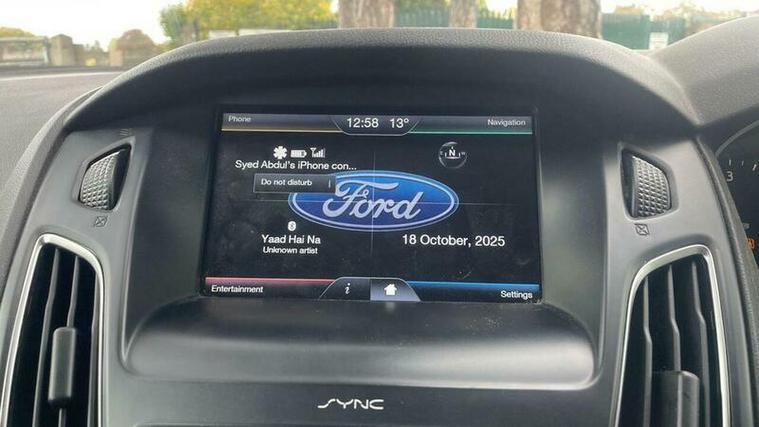 Phone
12:58 13°
Navigation
N
Syed Abdul's iPhone con...
Do not disturb
Ford
Yaad Hai Na
Unknown artist
18 October, 2025
Entertainment
i
Settings
SYNC
3